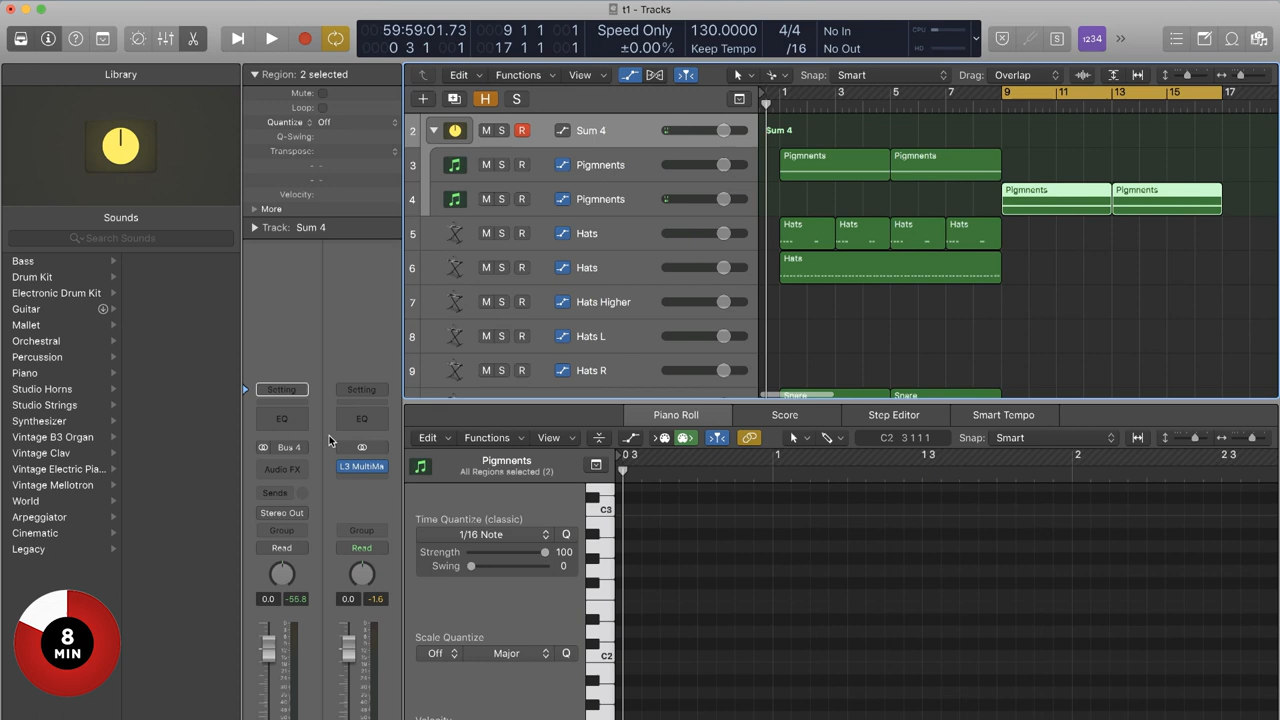 t1 - Tracks
59:59:01.73
0 3 1 1
9 1 1
17 1 1
Speed Only
±0.00%
130.0000
Keep Tempo
4/4
/16
No In
No Out
CPU
HD
S
1234
Library
Region: 2 selected
Edit
Functions
View
Snap: Smart
Drag: Overlap
Mute:
Loop:
Quantize
Off
Q-Swing:
Transpose:
Velocity:
More
Track: Sum 4
H
S
1
3
5
7
9
11
13
15
17
2
M S R
Sum 4
Sum 4
3
M S R
Pigmnents
Pigmnents
Pigmnents
4
M S R
Pigmnents
Pigmnents
Pigmnents
5
M S R
Hats
Hats
Hats
Hats
Hats
6
M S R
Hats
Hats
7
M S R
Hats Higher
8
M S R
Hats L
9
M S R
Hats R
Snare
Snare
Sounds
Search Sounds
Bass
Drum Kit
Electronic Drum Kit
Guitar
Mallet
Orchestral
Percussion
Piano
Studio Horns
Studio Strings
Synthesizer
Vintage B3 Organ
Vintage Clav
Vintage Electric Pia...
Vintage Mellotron
World
Arpeggiator
Cinematic
Legacy
8
MIN
Setting
Setting
EQ
EQ
Bus 4
Audio FX
L3 MultiMa
Sends
Stereo Out
Group
Group
Read
Read
0.0
-55.8
0.0
-1.6
Piano Roll
Score
Step Editor
Smart Tempo
Edit
Functions
View
C2 3 1 1 1
Snap: Smart
Pigmnents
All Regions selected (2)
0 3
1
1 3
2
2 3
Time Quantize (classic)
1/16 Note
Q
Strength
100
Swing
0
Scale Quantize
Off
Major
Q
Velocity
C3
C2